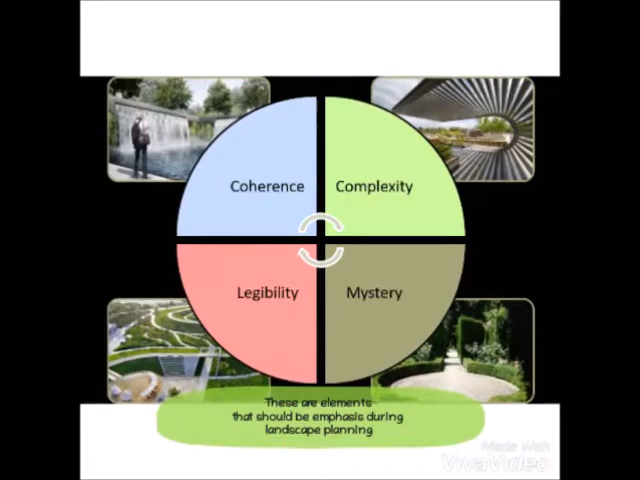 Coherence
Complexity
Legibility
Mystery
These are elements
that should be emphasis during
landscape planning
Made With
VivaVideo